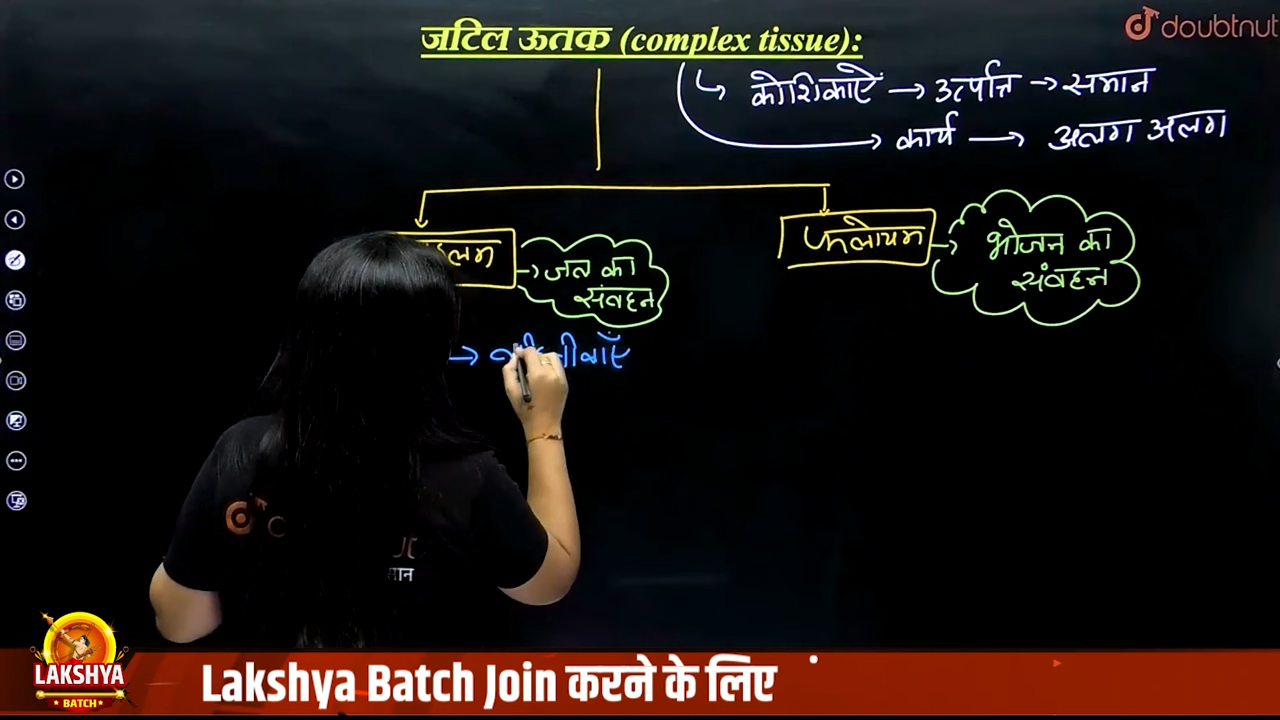 जटिल ऊतक (complex tissue):
doubtnut
कोशिकाऐं → उत्पत्ति → समान
→ कार्य → अलग अलग
फ्लोयम → भोजन का
संवहन
→ जल का
संवहन
LAKSHYA
BATCH
Lakshya Batch Join करने के लिए